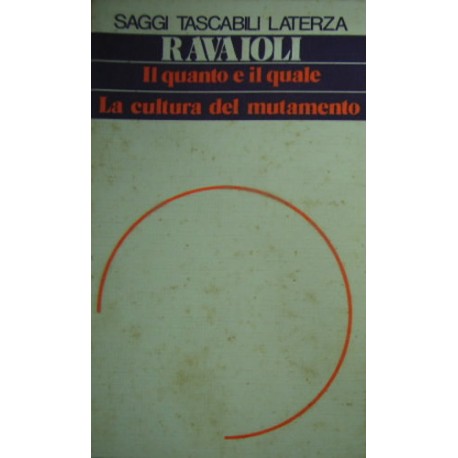 SAGGI TASCABILI LATERZA
RAVAIOLI
Il quanto e il quale
La cultura del mutamento